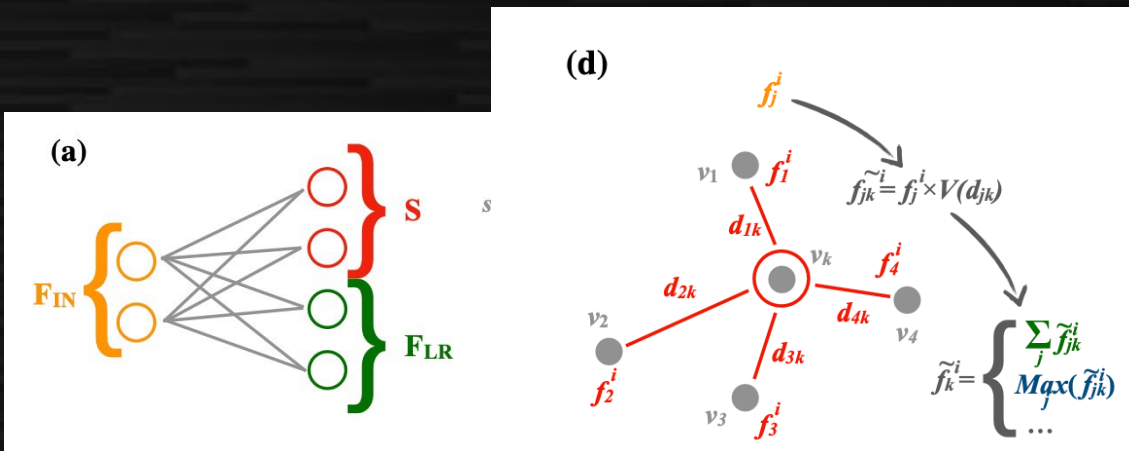 (a)
F_IN
S
F_LR
s
(d)
f_j^i
v_1
f_1^i
d_1k
v_k
f_4^i
d_2k
d_4k
v_4
v_2
f_2^i
d_3k
v_3
f_3^i
f̃_jk^i = f_j^i × V(d_jk)
f̃_k^i = {
∑_j f̃_jk^i
Max_j(f̃_jk^i)
...